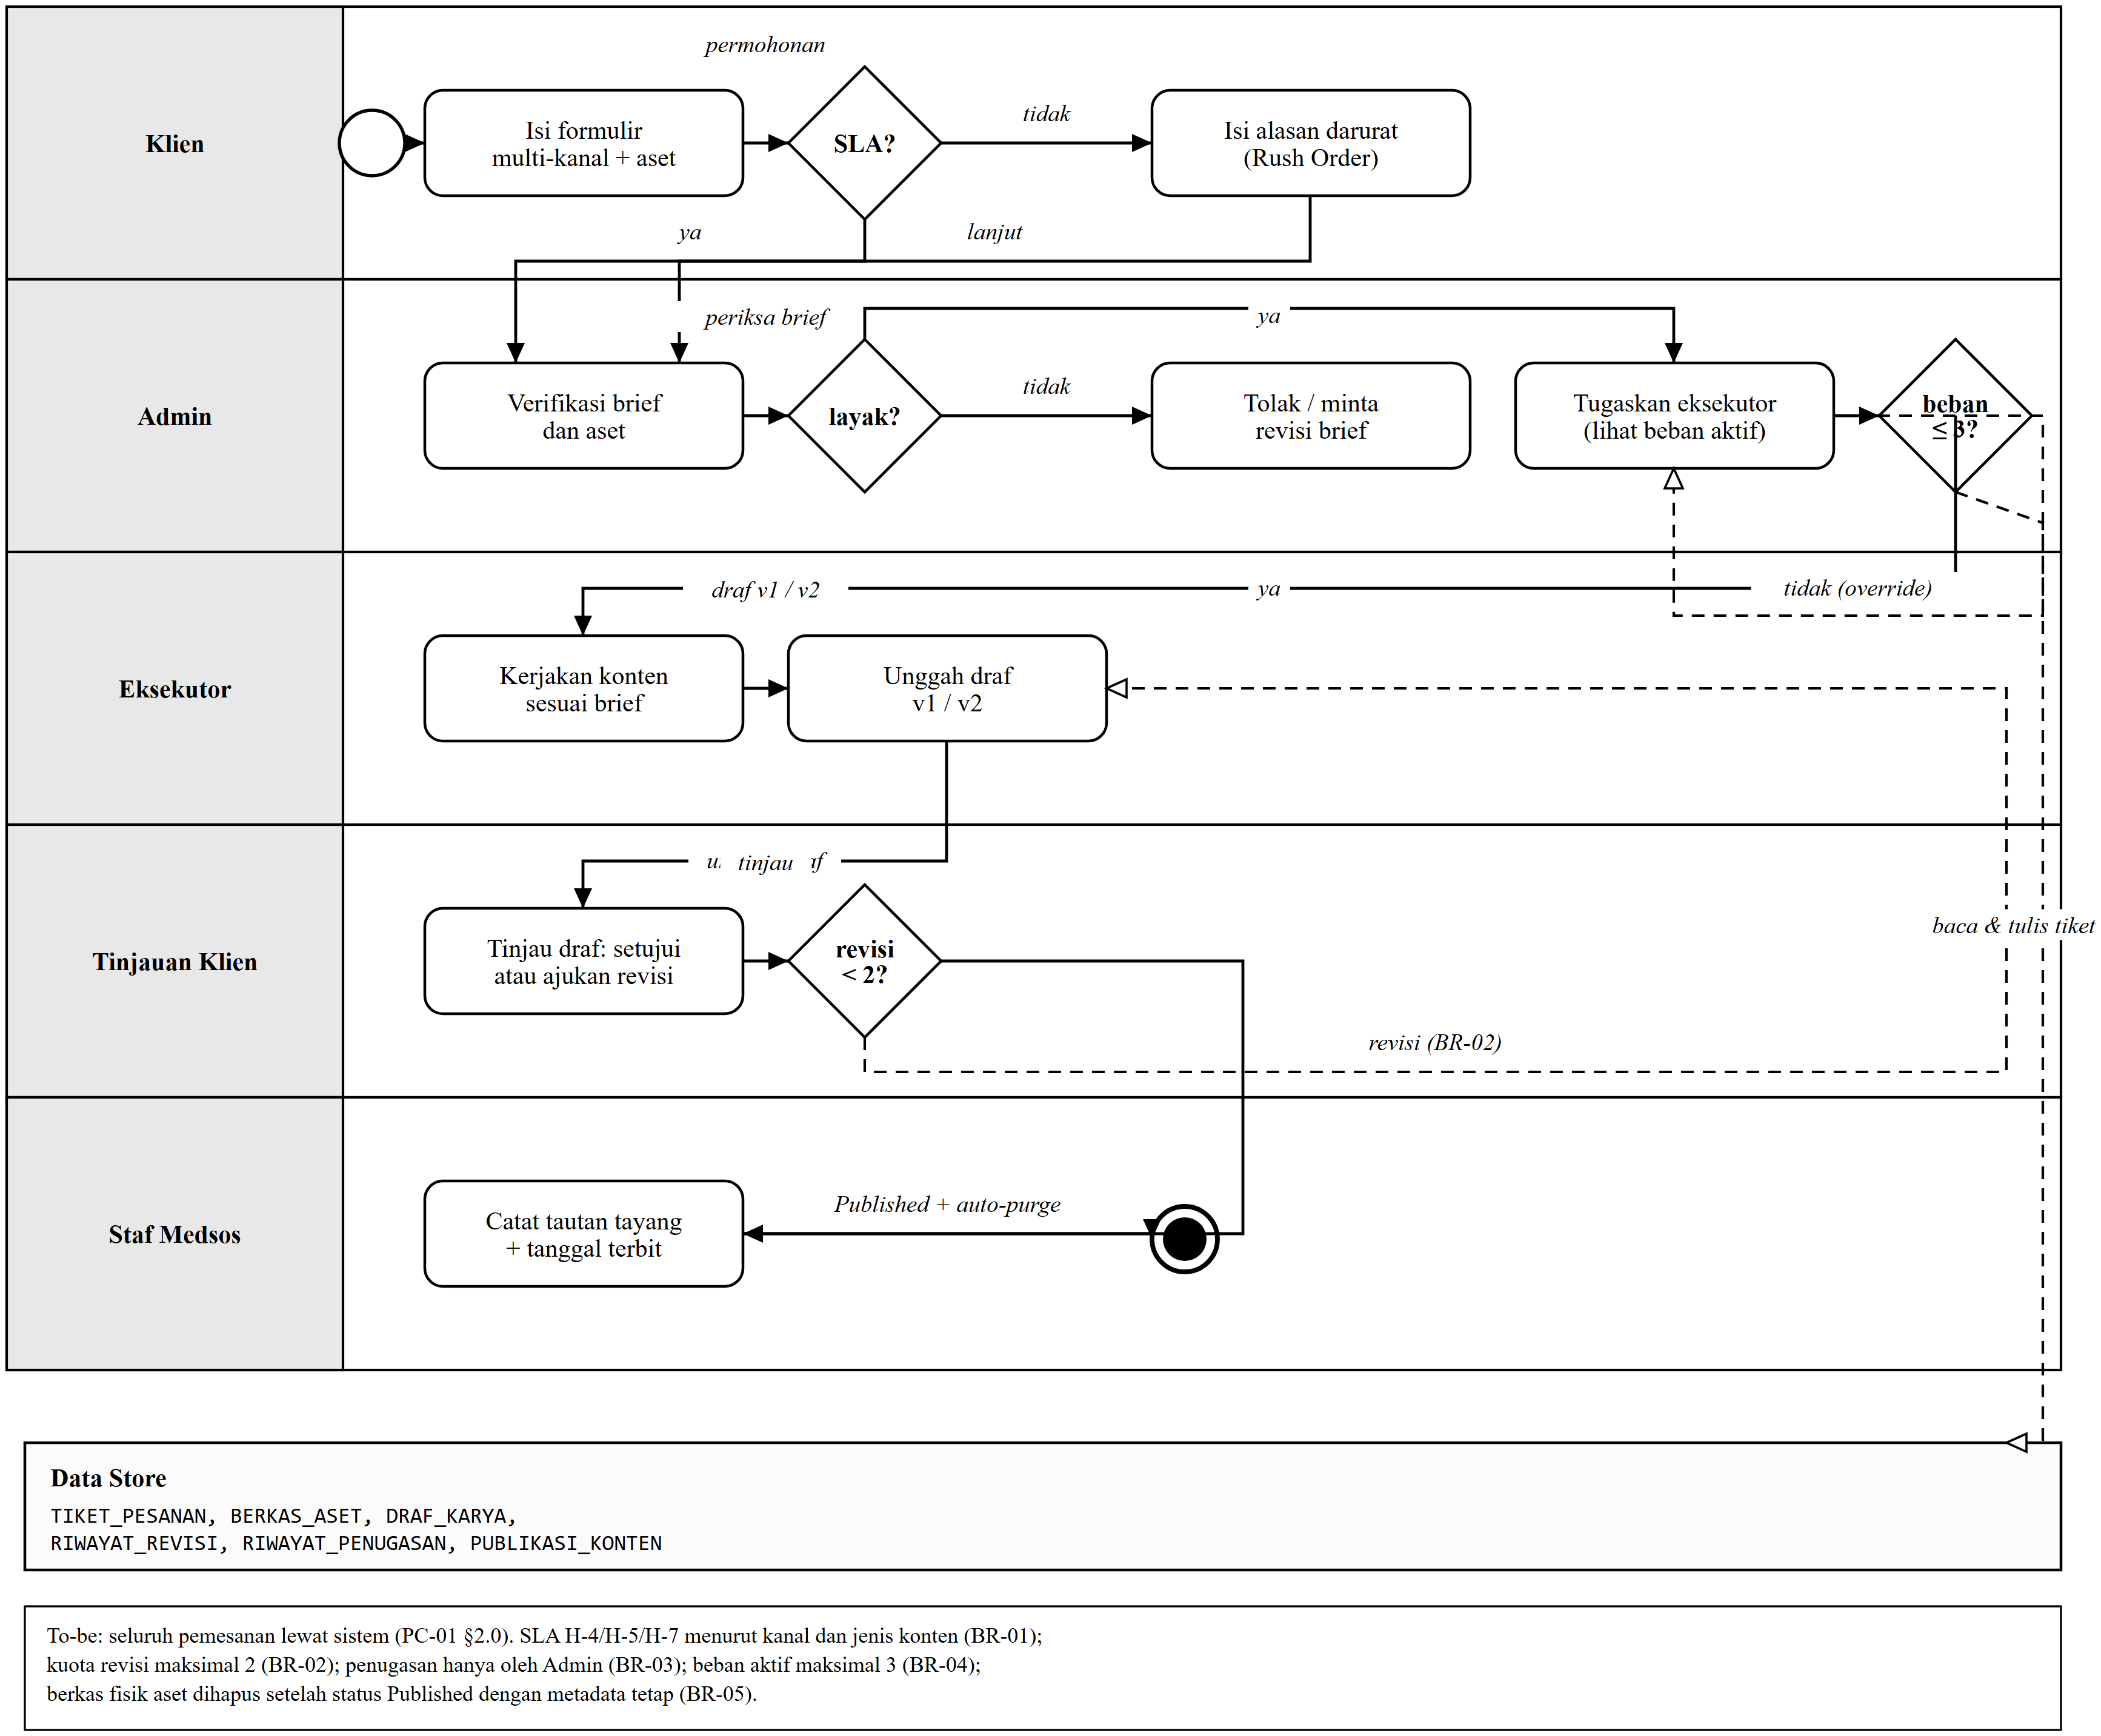 permohonan
Klien
Isi formulir
multi-kanal + aset
SLA?
tidak
Isi alasan darurat
(Rush Order)
ya
lanjut
periksa brief
ya
Admin
Verifikasi brief
dan aset
layak?
tidak
Tolak / minta
revisi brief
Tugaskan eksekutor
(lihat beban aktif)
beban
≤ 3?
draf v1 / v2
ya
tidak (override)
Eksekutor
Kerjakan konten
sesuai brief
Unggah draf
v1 / v2
tinjau
baca & tulis tiket
Tinjauan Klien
Tinjau draf: setujui
atau ajukan revisi
revisi
< 2?
revisi (BR-02)
Staf Medsos
Catat tautan tayang
+ tanggal terbit
Published + auto-purge
Data Store
TIKET_PESANAN, BERKAS_ASET, DRAF_KARYA,
RIWAYAT_REVISI, RIWAYAT_PENUGASAN, PUBLIKASI_KONTEN
To-be: seluruh pemesanan lewat sistem (PC-01 §2.0). SLA H-4/H-5/H-7 menurut kanal dan jenis konten (BR-01);
kuota revisi maksimal 2 (BR-02); penugasan hanya oleh Admin (BR-03); beban aktif maksimal 3 (BR-04);
berkas fisik aset dihapus setelah status Published dengan metadata tetap (BR-05).